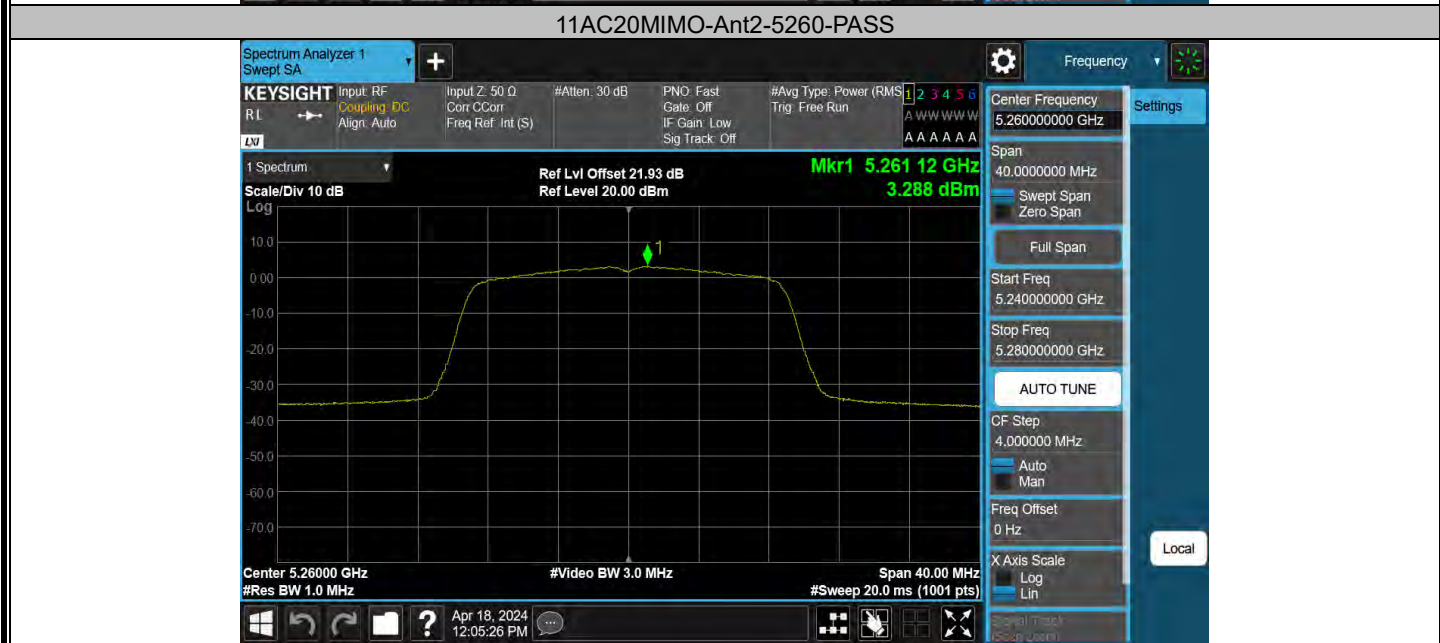 11AC20MIMO-Ant2-5260-PASS
Spectrum Analyzer 1
Swept SA
+
Frequency
KEYSIGHT
R L
LXI
Input: RF
Coupling: DC
Align: Auto
Input Z: 50 Ω
Corr CCorr
Freq Ref: Int (S)
#Atten: 30 dB
PNO: Fast
Gate: Off
IF Gain: Low
Sig Track: Off
#Avg Type: Power (RMS
Trig: Free Run
1 2 3 4 5 6
A W W W W W
A A A A A A
1 Spectrum
Scale/Div 10 dB
Log
Ref Lvl Offset 21.93 dB
Ref Level 20.00 dBm
Mkr1 5.261 12 GHz
3.288 dBm
1
10.0
0.00
-10.0
-20.0
-30.0
-40.0
-50.0
-60.0
-70.0
Center 5.26000 GHz
#Res BW 1.0 MHz
#Video BW 3.0 MHz
Span 40.00 MHz
#Sweep 20.0 ms (1001 pts)
Center Frequency
5.260000000 GHz
Settings
Span
40.0000000 MHz
Swept Span
Zero Span
Full Span
Start Freq
5.240000000 GHz
Stop Freq
5.280000000 GHz
AUTO TUNE
CF Step
4.000000 MHz
Auto
Man
Freq Offset
0 Hz
X Axis Scale
Log
Lin
Signal Track
(Span Zoom)
Local
?
Apr 18, 2024
12:05:26 PM